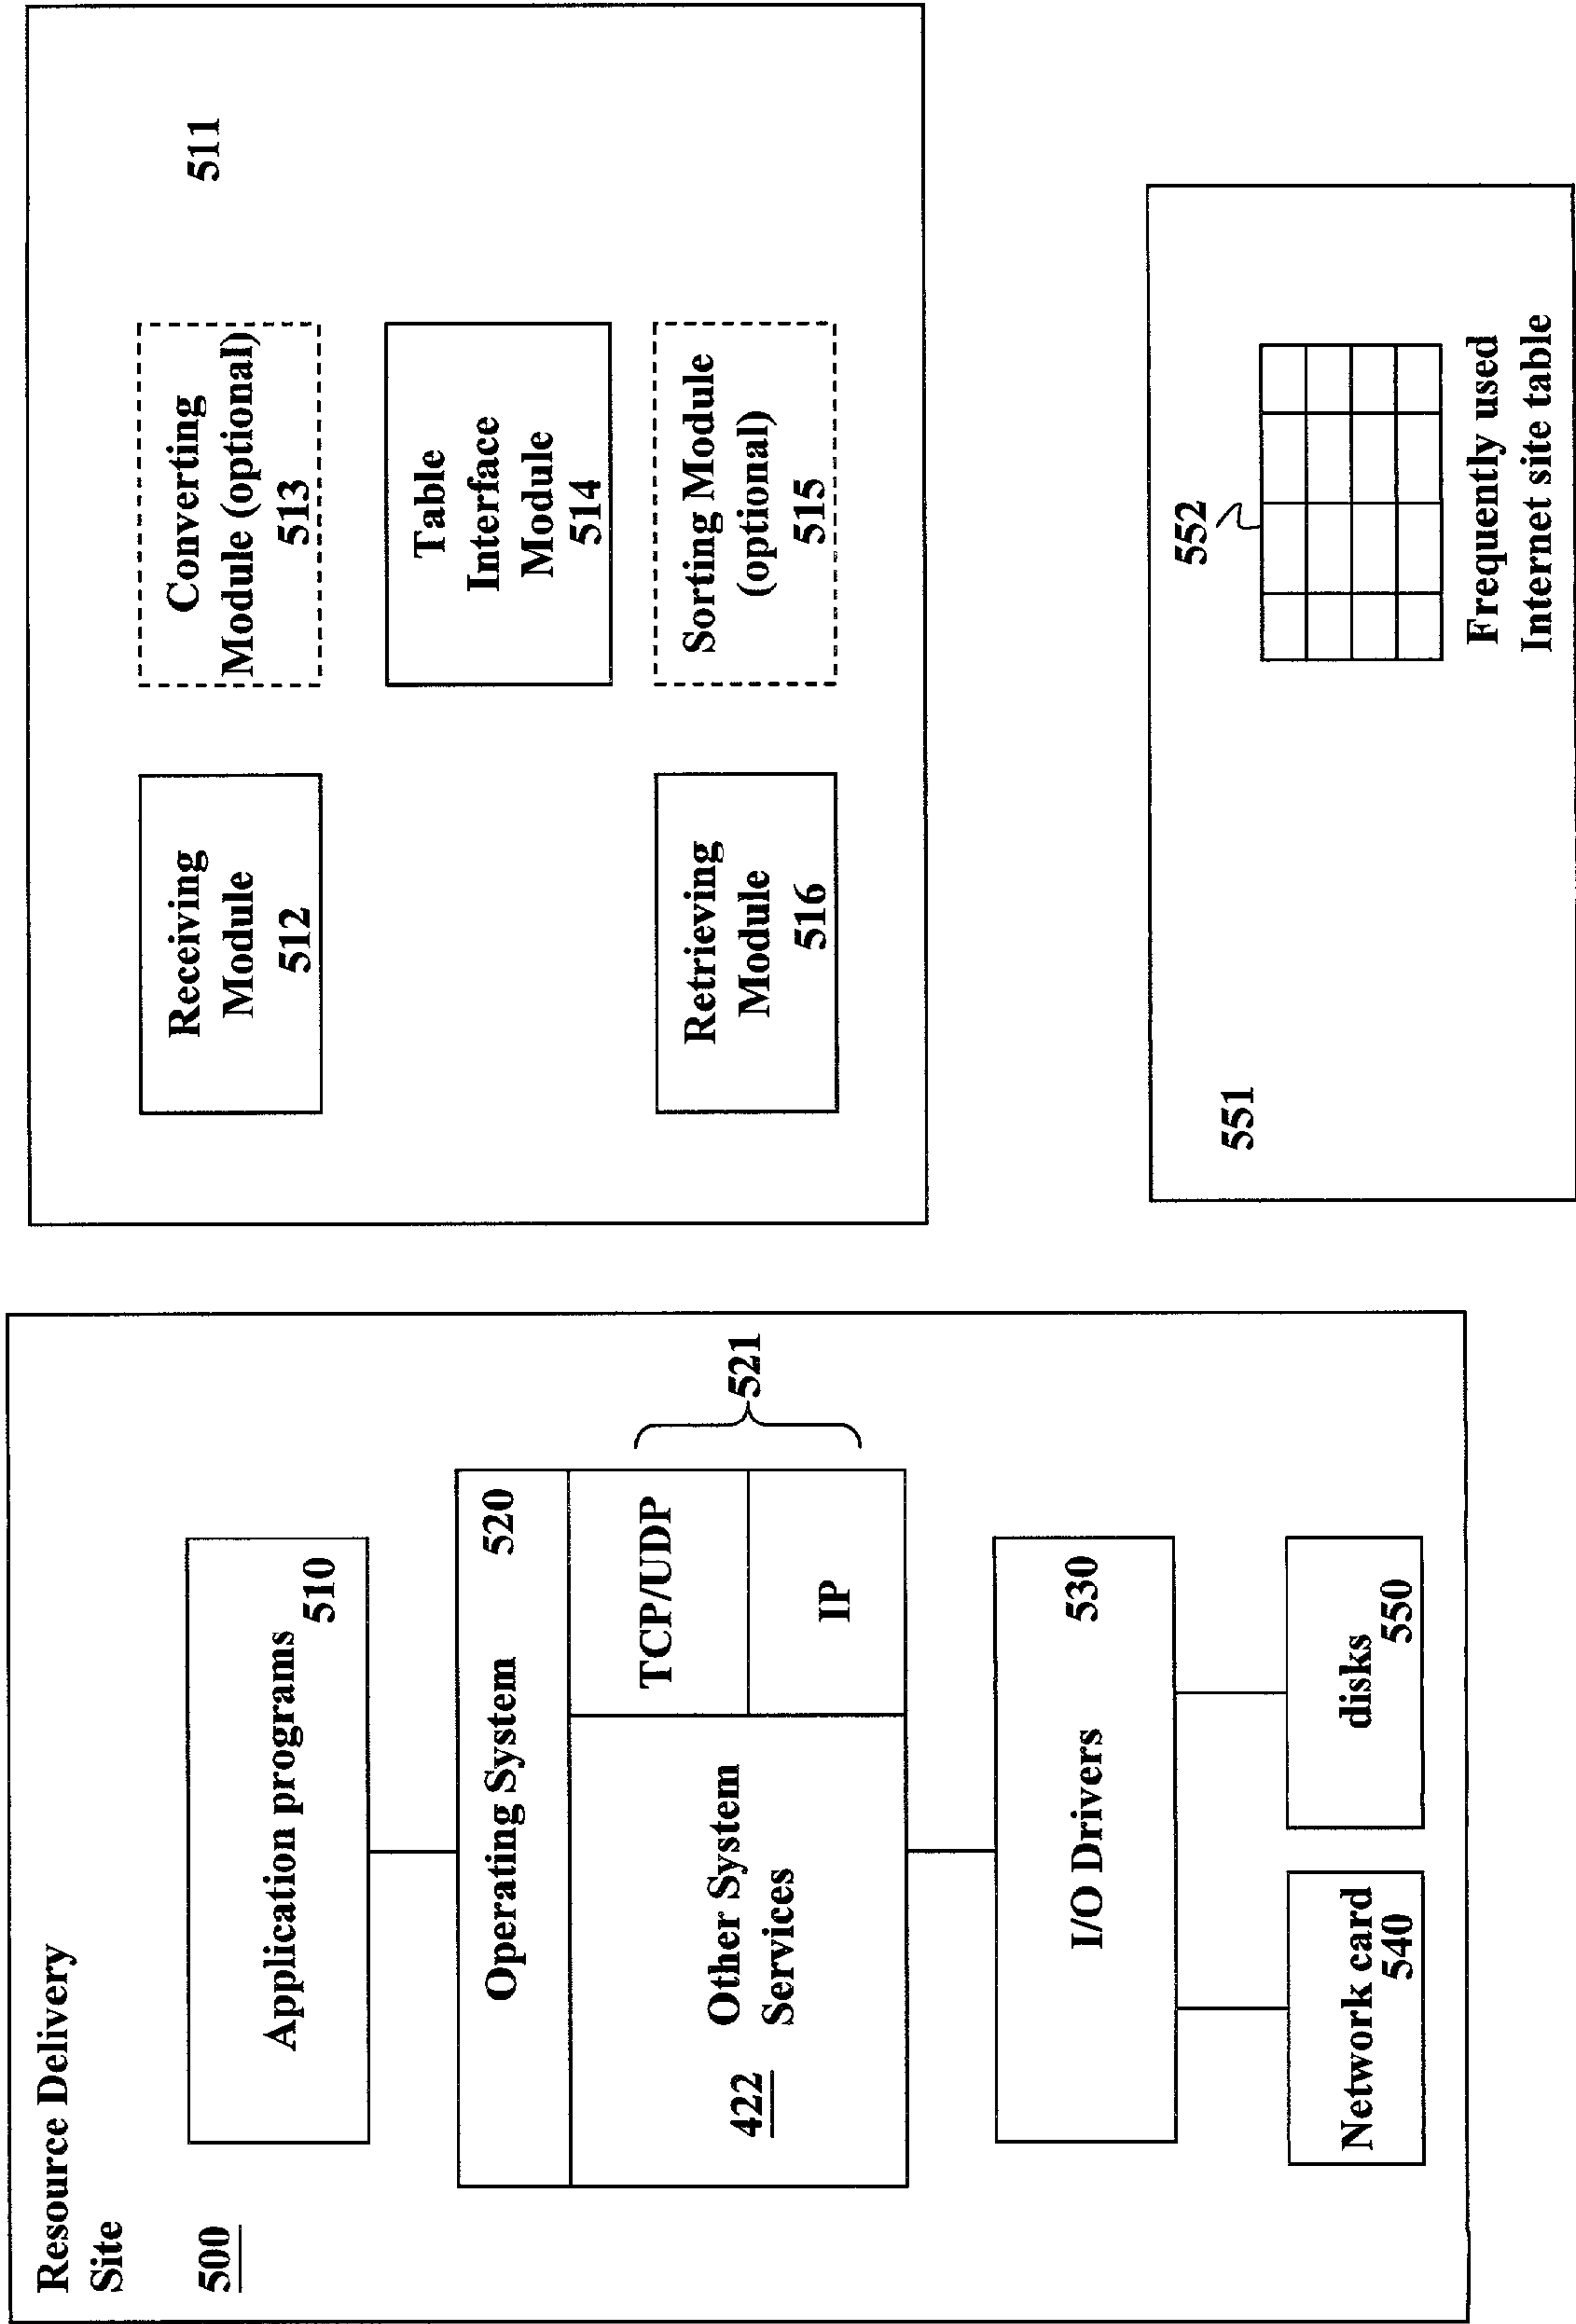 Resource Delivery
Site
500
Application programs
510
Operating System 520
TCP/UDP
IP
521
Other System
Services
422
I/O Drivers 530
Network card
540
disks
550
511
Receiving
Module
512
Converting
Module (optional)
513
Table
Interface
Module
514
Retrieving
Module
516
Sorting Module
(optional)
515
551
552
Frequently used
Internet site table